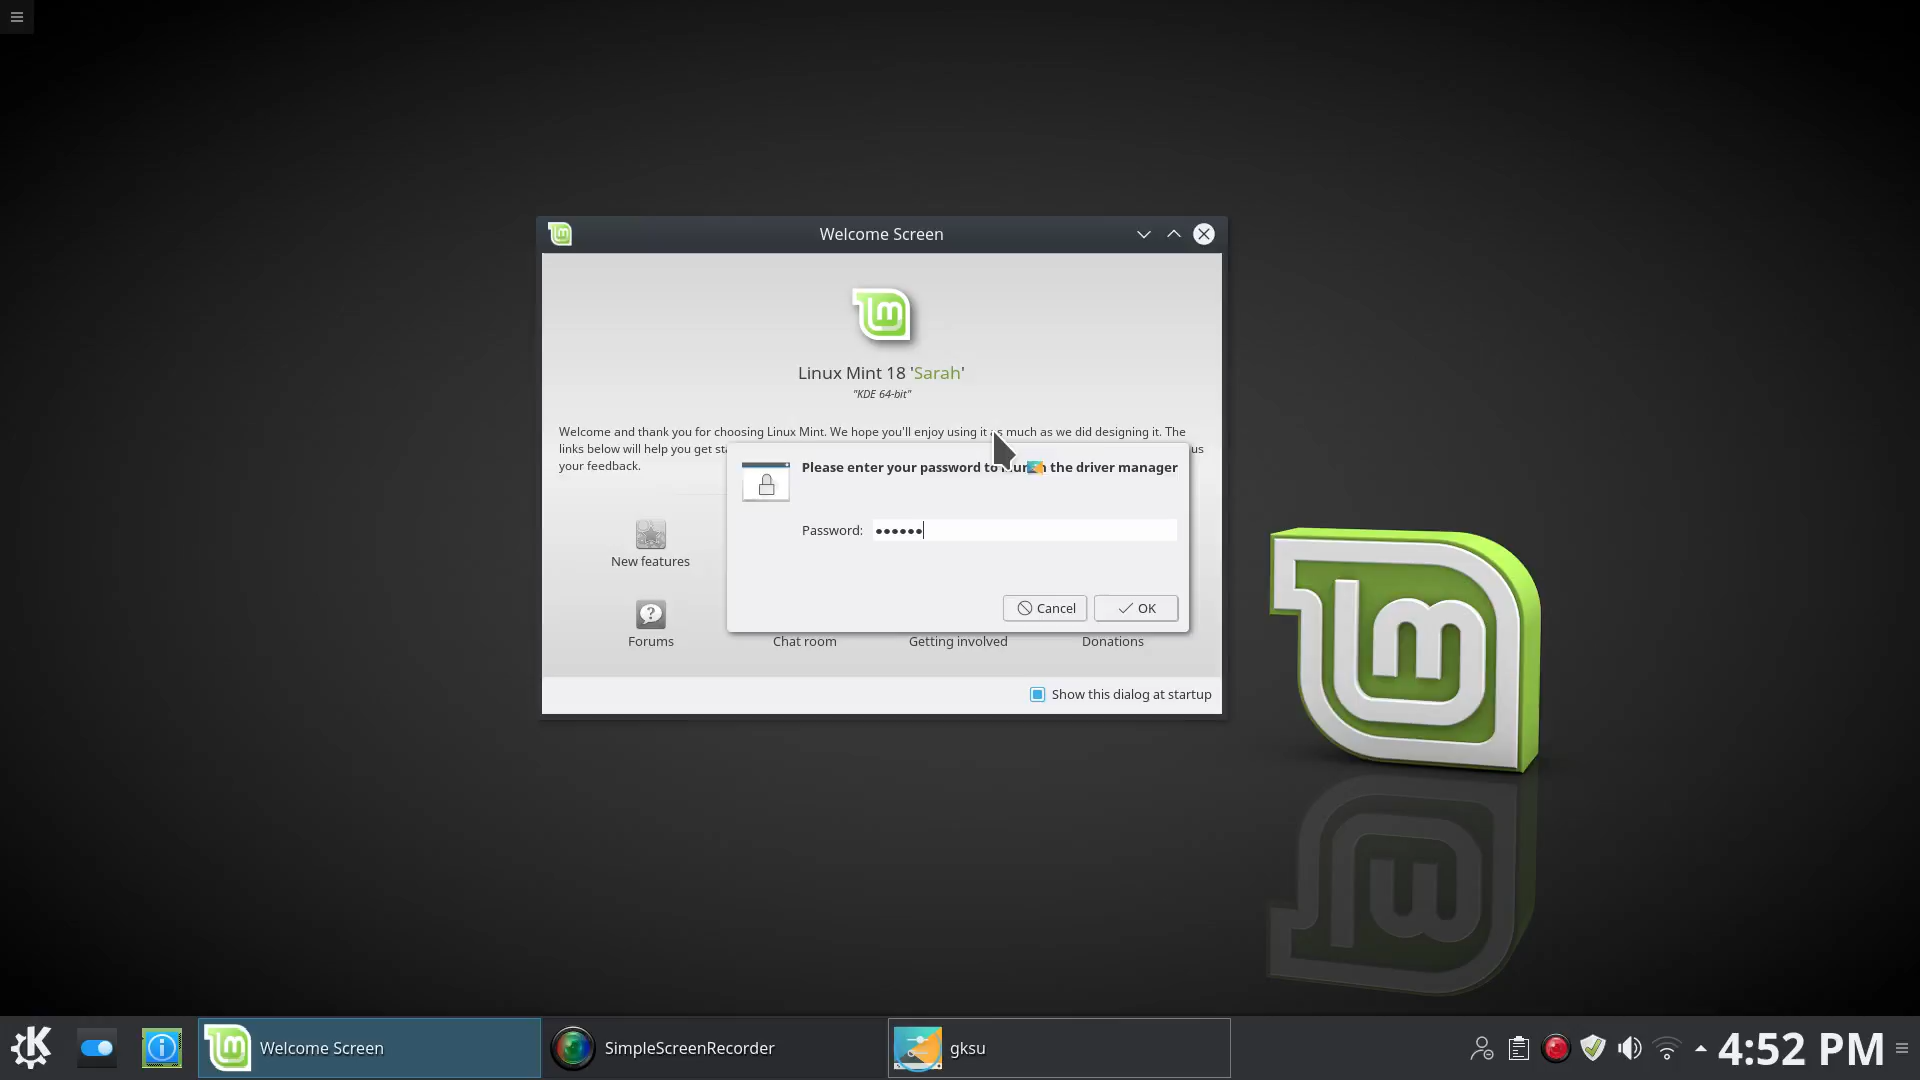 Welcome Screen
Linux Mint 18 'Sarah'
"KDE 64-bit"
Welcome and thank you for choosing Linux Mint. We hope you'll enjoy using it as much as we did designing it. The
links below will help you get us
your feedback.
Please enter your password to the driver manager
Password: ••••••
Cancel OK
New features
Forums Chat room Getting involved Donations
Show this dialog at startup
Welcome Screen SimpleScreenRecorder gksu 4:52 PM